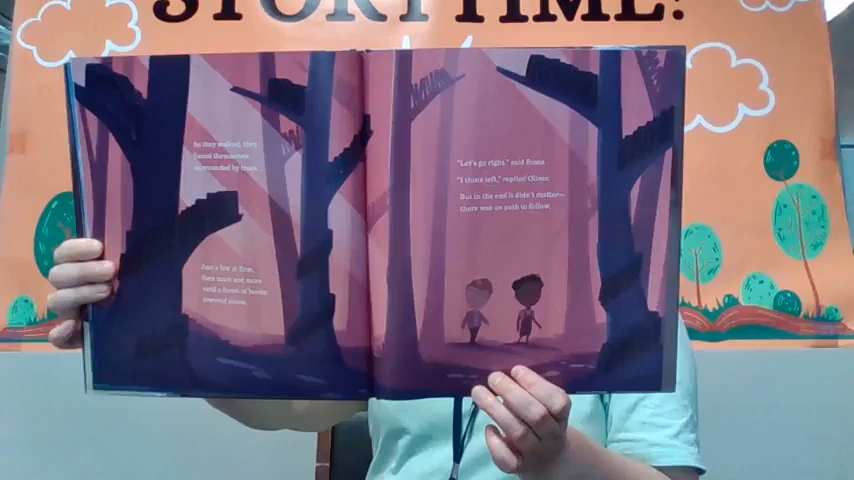 STORYTIME!
As they walked, they
found themselves
surrounded by trees.
Just a few at first,
then more and more
until a forest of books
towered above.
"Let's go right," said Rosie.
"I think left," replied Oliver.
But in the end it didn't matter—
there was no path to follow.